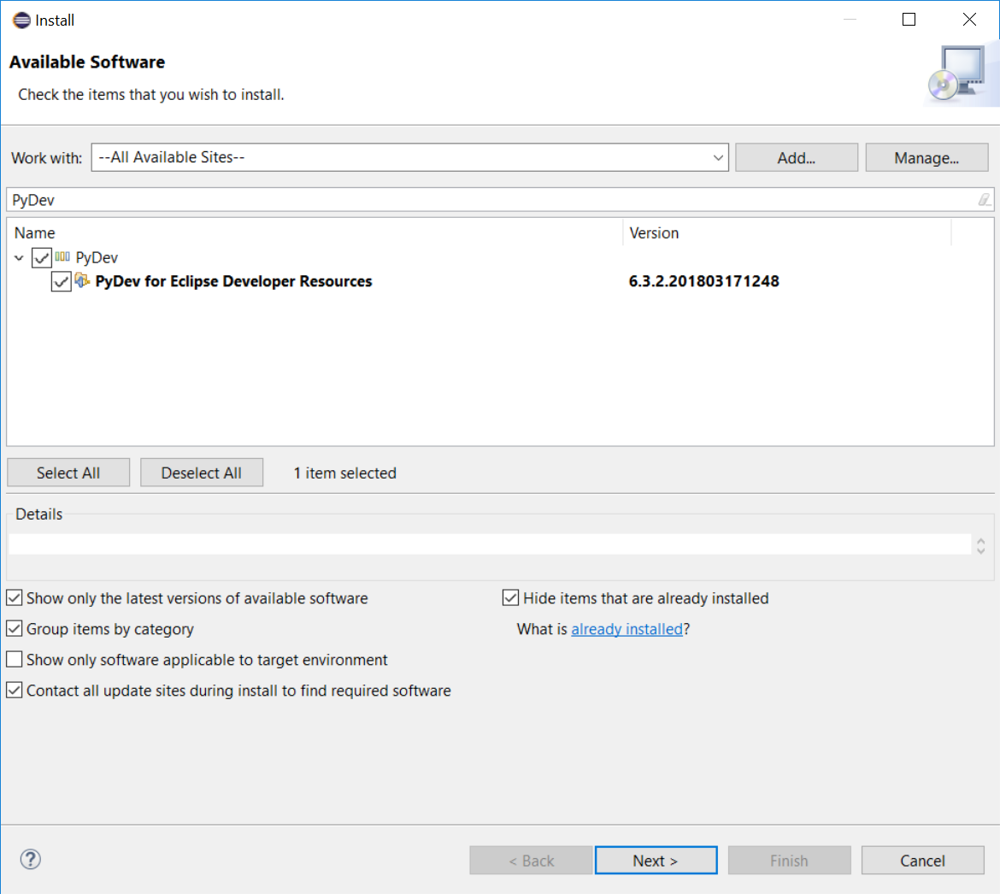 Install
Available Software
Check the items that you wish to install.
Work with: --All Available Sites-- Add... Manage...
PyDev
Name Version
PyDev
PyDev for Eclipse Developer Resources 6.3.2.201803171248
Select All Deselect All 1 item selected
Details
Show only the latest versions of available software Hide items that are already installed
Group items by category What is already installed?
Show only software applicable to target environment
Contact all update sites during install to find required software
? < Back Next > Finish Cancel